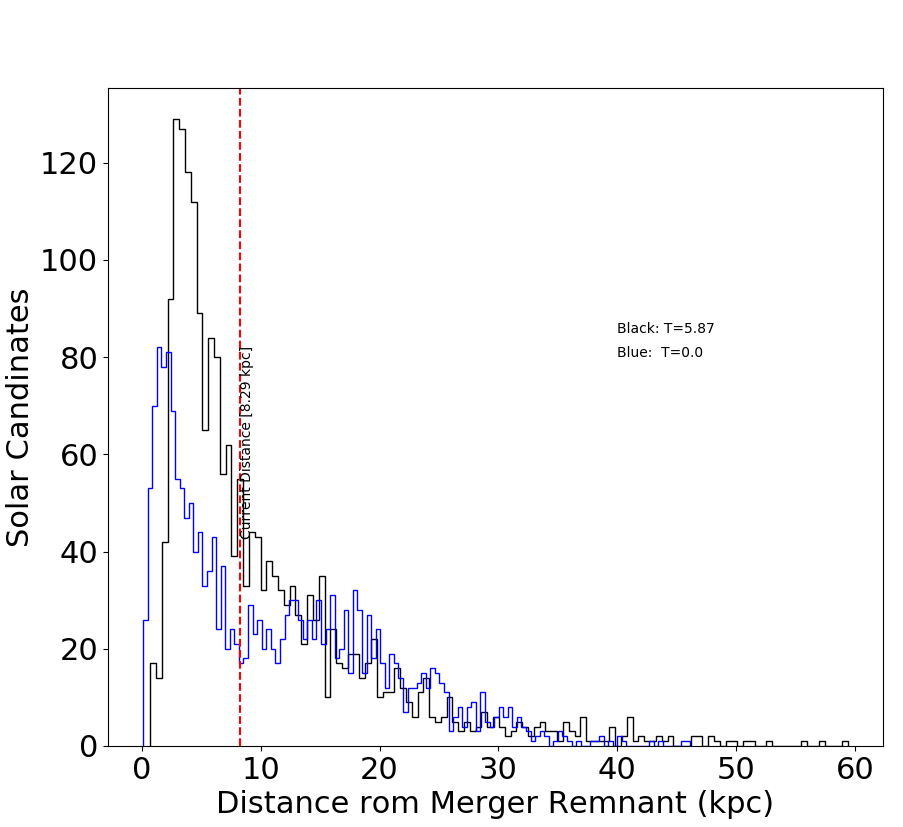 120
100
80
60
40
20
0
Solar Candinates
Current Distance [8.29 kpc]
Black: T=5.87
Blue:  T=0.0
0 10 20 30 40 50 60
Distance rom Merger Remnant (kpc)